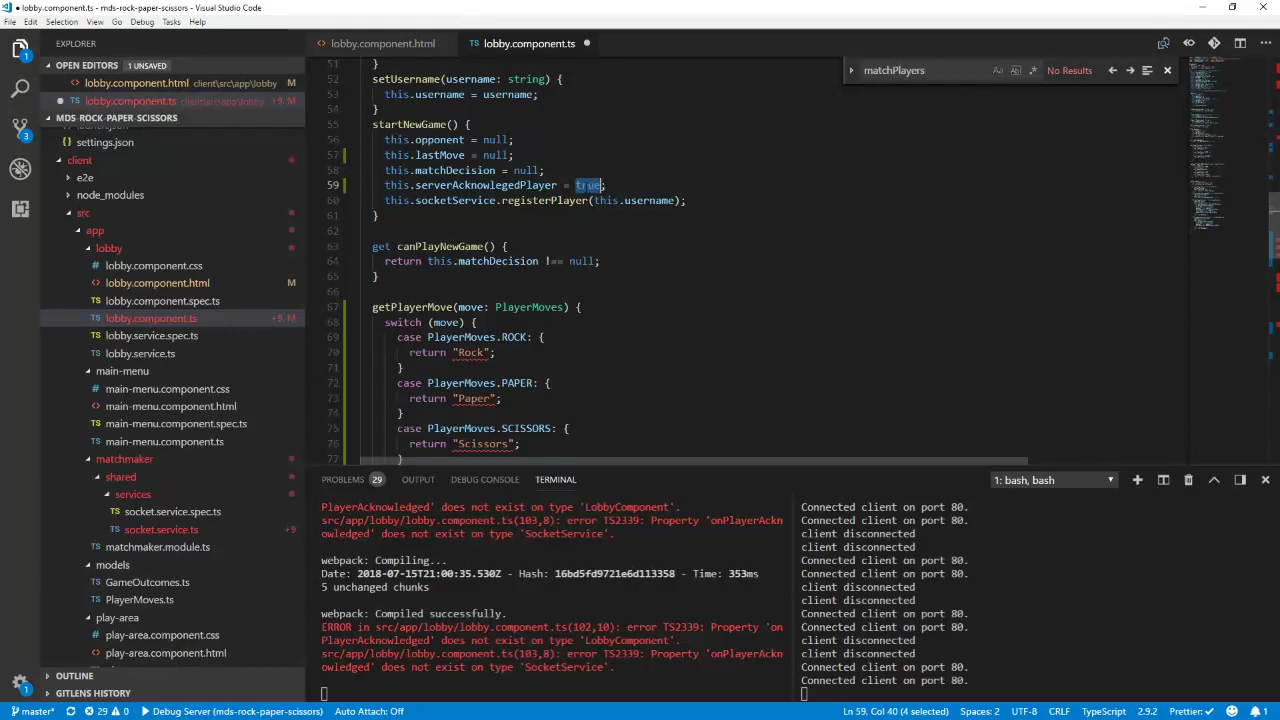 lobby.component.ts - mds-rock-paper-scissors - Visual Studio Code
File Edit Selection View Go Debug Tasks Help
EXPLORER
OPEN EDITORS 1 UNSAVED
lobby.component.html client\src\app\lobby M
lobby.component.ts client\src\app\lobby +9, M
MDS-ROCK-PAPER-SCISSORS
settings.json
client
e2e
node_modules
src
app
lobby
lobby.component.css
lobby.component.html M
lobby.component.spec.ts
lobby.component.ts +9, M
lobby.service.spec.ts
lobby.service.ts
main-menu
main-menu.component.css
main-menu.component.html
main-menu.component.spec.ts
main-menu.component.ts
matchmaker
shared
services
socket.service.spec.ts
socket.service.ts +9
matchmaker.module.ts
models
GameOutcomes.ts
PlayerMoves.ts
play-area
play-area.component.css
play-area.component.html
OUTLINE
GITLENS HISTORY
lobby.component.html lobby.component.ts
matchPlayers No Results
51 }
52 setUsername(username: string) {
53 this.username = username;
54 }
55 startNewGame() {
56 this.opponent = null;
57 this.lastMove = null;
58 this.matchDecision = null;
59 this.serverAcknowlegedPlayer = true;
60 this.socketService.registerPlayer(this.username);
61 }
62
63 get canPlayNewGame() {
64 return this.matchDecision !== null;
65 }
66
67 getPlayerMove(move: PlayerMoves) {
68 switch (move) {
69 case PlayerMoves.ROCK: {
70 return "Rock";
71 }
72 case PlayerMoves.PAPER: {
73 return "Paper";
74 }
75 case PlayerMoves.SCISSORS: {
76 return "Scissors";
77 }
PROBLEMS 29 OUTPUT DEBUG CONSOLE TERMINAL 1: bash, bash
PlayerAcknowledged' does not exist on type 'LobbyComponent'.
src/app/lobby/lobby.component.ts(103,8): error TS2339: Property 'onPlayerAckn
owledged' does not exist on type 'SocketService'.
webpack: Compiling...
Date: 2018-07-15T21:00:35.530Z - Hash: 16bd5fd9721e6d113358 - Time: 353ms
5 unchanged chunks
webpack: Compiled successfully.
ERROR in src/app/lobby/lobby.component.ts(102,10): error TS2339: Property 'on
PlayerAcknowledged' does not exist on type 'LobbyComponent'.
src/app/lobby/lobby.component.ts(103,8): error TS2339: Property 'onPlayerAckn
owledged' does not exist on type 'SocketService'.
Connected client on port 80.
Connected client on port 80.
client disconnected
client disconnected
Connected client on port 80.
Connected client on port 80.
client disconnected
client disconnected
Connected client on port 80.
Connected client on port 80.
client disconnected
client disconnected
Connected client on port 80.
Connected client on port 80.
master* 29 0 Debug Server (mds-rock-paper-scissors) Auto Attach: Off Ln 59, Col 40 (4 selected) Spaces: 2 UTF-8 CRLF TypeScript 2.9.2 Prettier: ✓ 1